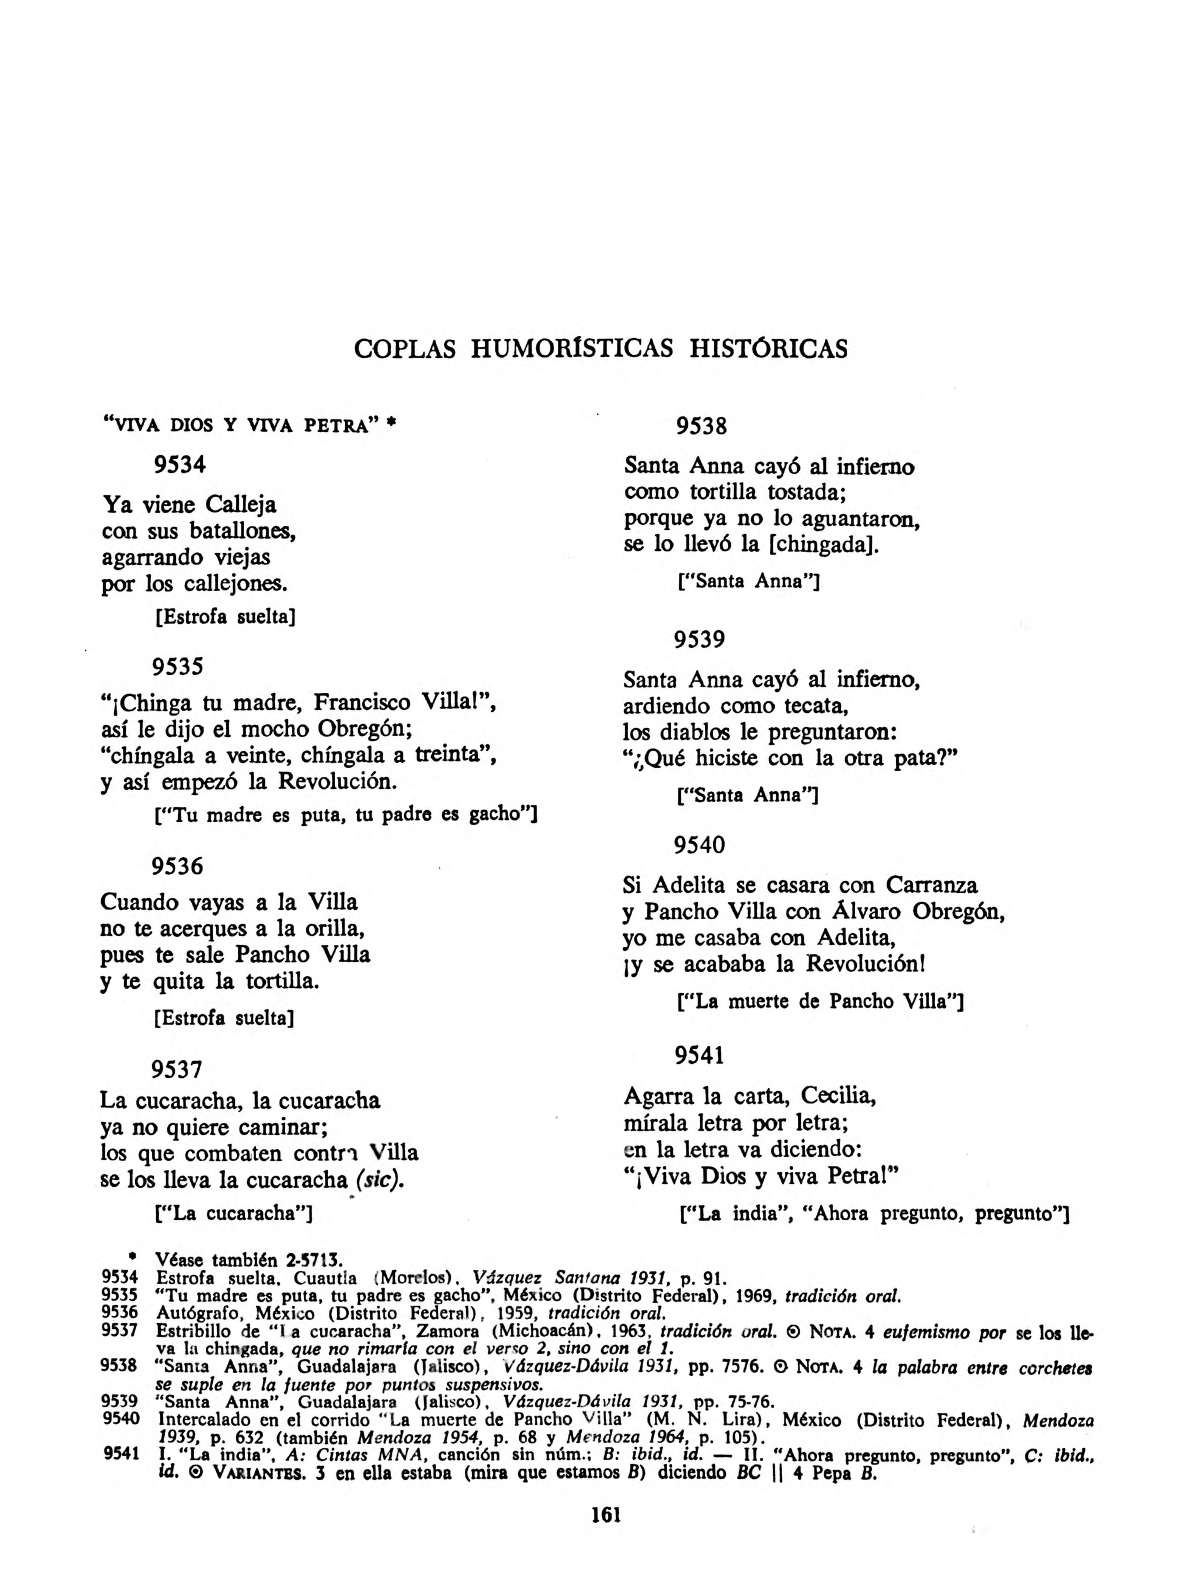 COPLAS HUMORÍSTICAS HISTÓRICAS
“VIVA DIOS Y VIVA PETRA” *
9534
Ya viene Calleja
con sus batallones,
agarrando viejas
por los callejones.
[Estrofa suelta]
9535
“¡Chinga tu madre, Francisco Villa!”,
así le dijo el mocho Obregón;
“chíngala a veinte, chíngala a treinta”,
y así empezó la Revolución.
[“Tu madre es puta, tu padre es gacho”]
9536
Cuando vayas a la Villa
no te acerques a la orilla,
pues te sale Pancho Villa
y te quita la tortilla.
[Estrofa suelta]
9537
La cucaracha, la cucaracha
ya no quiere caminar;
los que combaten contra Villa
se los lleva la cucaracha (sic).
[“La cucaracha”]
9538
Santa Anna cayó al infierno
como tortilla tostada;
porque ya no lo aguantaron,
se lo llevó la [chingada].
[“Santa Anna”]
9539
Santa Anna cayó al infierno,
ardiendo como tecata,
los diablos le preguntaron:
“¿Qué hiciste con la otra pata?”
[“Santa Anna”]
9540
Si Adelita se casara con Carranza
y Pancho Villa con Álvaro Obregón,
yo me casaba con Adelita,
¡y se acababa la Revolución!
[“La muerte de Pancho Villa”]
9541
Agarra la carta, Cecilia,
mírala letra por letra;
en la letra va diciendo:
“¡Viva Dios y viva Petra!”
[“La india”, “Ahora pregunto, pregunto”]
* Véase también 2-5713.
9534 Estrofa suelta. Cuautla (Morelos), Vázquez Santana 1931, p. 91.
9535 “Tu madre es puta, tu padre es gacho”, México (Distrito Federal), 1969, tradición oral.
9536 Autógrafo, México (Distrito Federal), 1959, tradición oral.
9537 Estribillo de “La cucaracha”, Zamora (Michoacán), 1963, tradición oral. ⊙ NOTA. 4 eufemismo por se los lle-
va la chingada, que no rimaría con el verso 2, sino con el 1.
9538 “Santa Anna”, Guadalajara (Jalisco), Vázquez-Dávila 1931, pp. 7576. ⊙ NOTA. 4 la palabra entre corchetes
se suple en la fuente por puntos suspensivos.
9539 “Santa Anna”, Guadalajara (Jalisco), Vázquez-Dávila 1931, pp. 75-76.
9540 Intercalado en el corrido “La muerte de Pancho Villa” (M. N. Lira), México (Distrito Federal), Mendoza
1939, p. 632 (también Mendoza 1954, p. 68 y Mendoza 1964, p. 105).
9541 I. “La india”, A: Cintas MNA, canción sin núm.; B: ibid., id. — II. “Ahora pregunto, pregunto”, C: ibid.,
id. ⊙ VARIANTES. 3 en ella estaba (mira que estamos B) diciendo BC || 4 Pepa B.
161